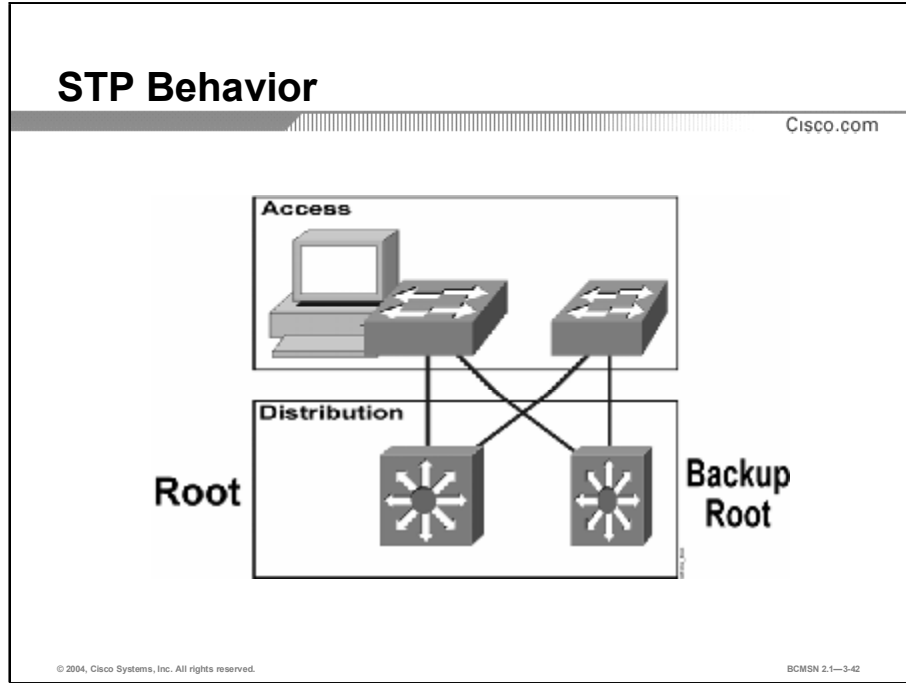 STP Behavior
Cisco.com
Access
Distribution
Root
Backup
Root
© 2004, Cisco Systems, Inc. All rights reserved.
BCMSN 2.1—3-42